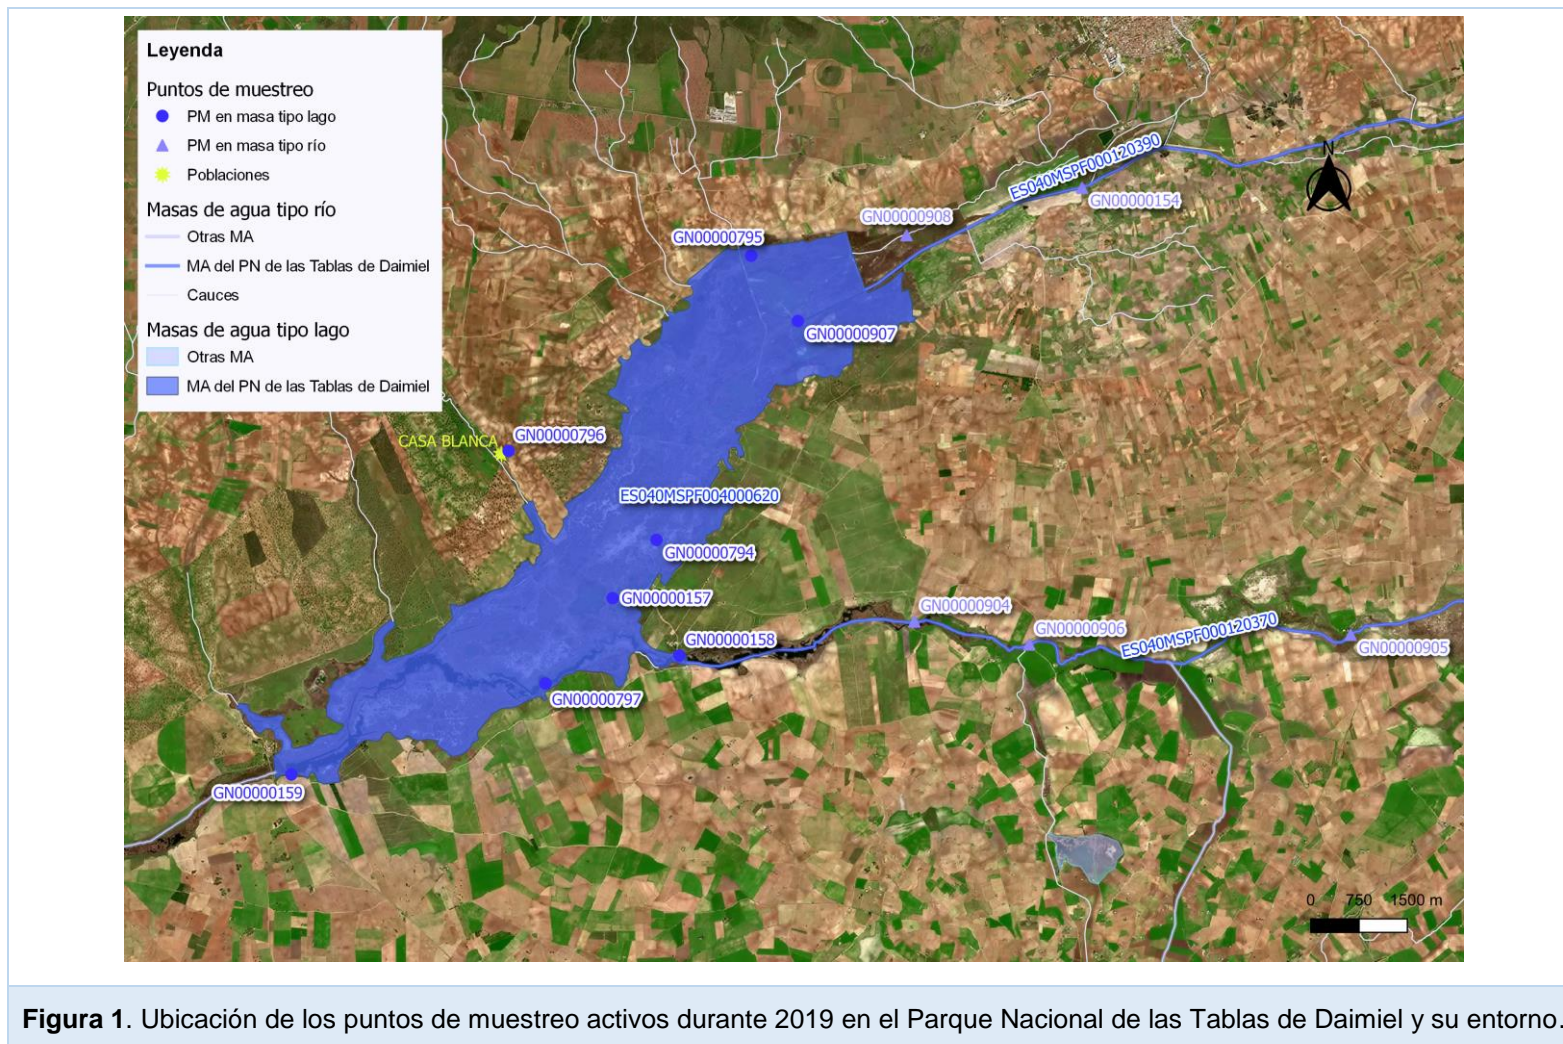 Leyenda
Puntos de muestreo
PM en masa tipo lago
PM en masa tipo río
Poblaciones
Masas de agua tipo río
Otras MA
MA del PN de las Tablas de Daimiel
Cauces
Masas de agua tipo lago
Otras MA
MA del PN de las Tablas de Daimiel
ES040MSPF000120390
N
GN00000154
GN00000908
GN00000795
GN00000907
CASA BLANCA
GN00000796
ES040MSPF004000620
GN00000794
GN00000157
GN00000904
GN00000158
GN00000906
ES040MSPF000120370
GN00000905
GN00000797
GN00000159
0 750 1500 m
Figura 1. Ubicación de los puntos de muestreo activos durante 2019 en el Parque Nacional de las Tablas de Daimiel y su entorno.